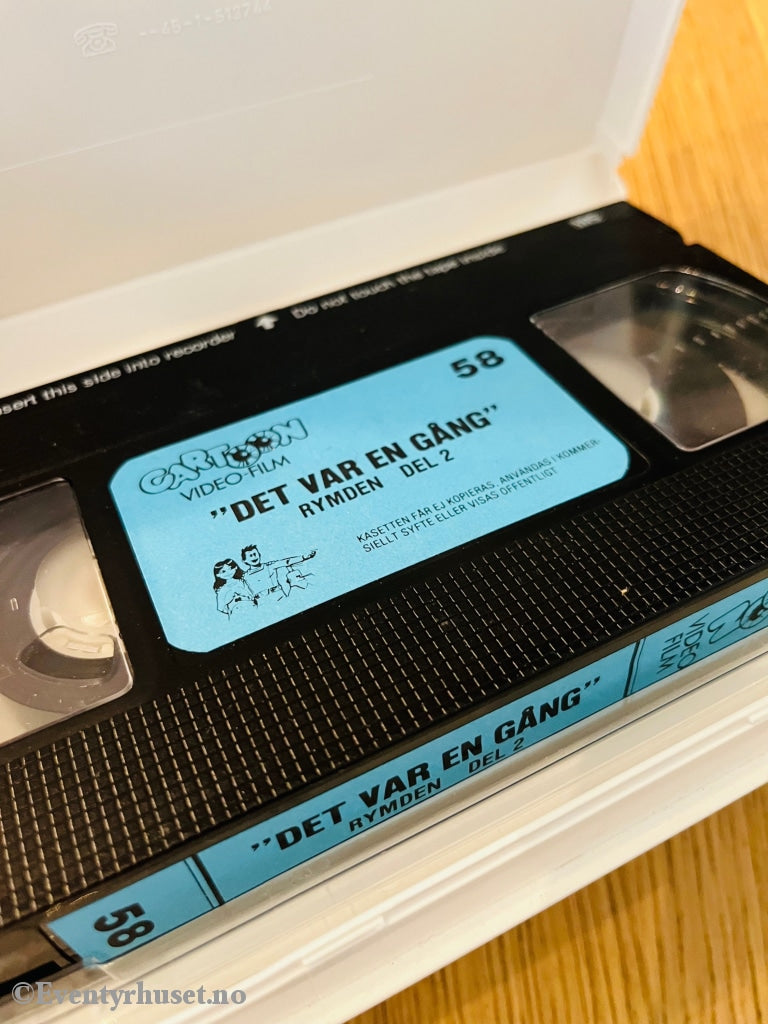 Insert this side into recorder
Do not touch the tape inside
VHS
58
CARTOON
VIDEO-FILM
”DET VAR EN GÅNG”
RYMDEN DEL 2
KASETTEN FÅR EJ KOPIERAS, ANVÄNDAS I KOMMER-
SIELLT SYFTE ELLER VISAS OFFENTLIGT
”DET VAR EN GÅNG”
RYMDEN DEL 2
VIDEO
FILM
58
©Eventyrhuset.no